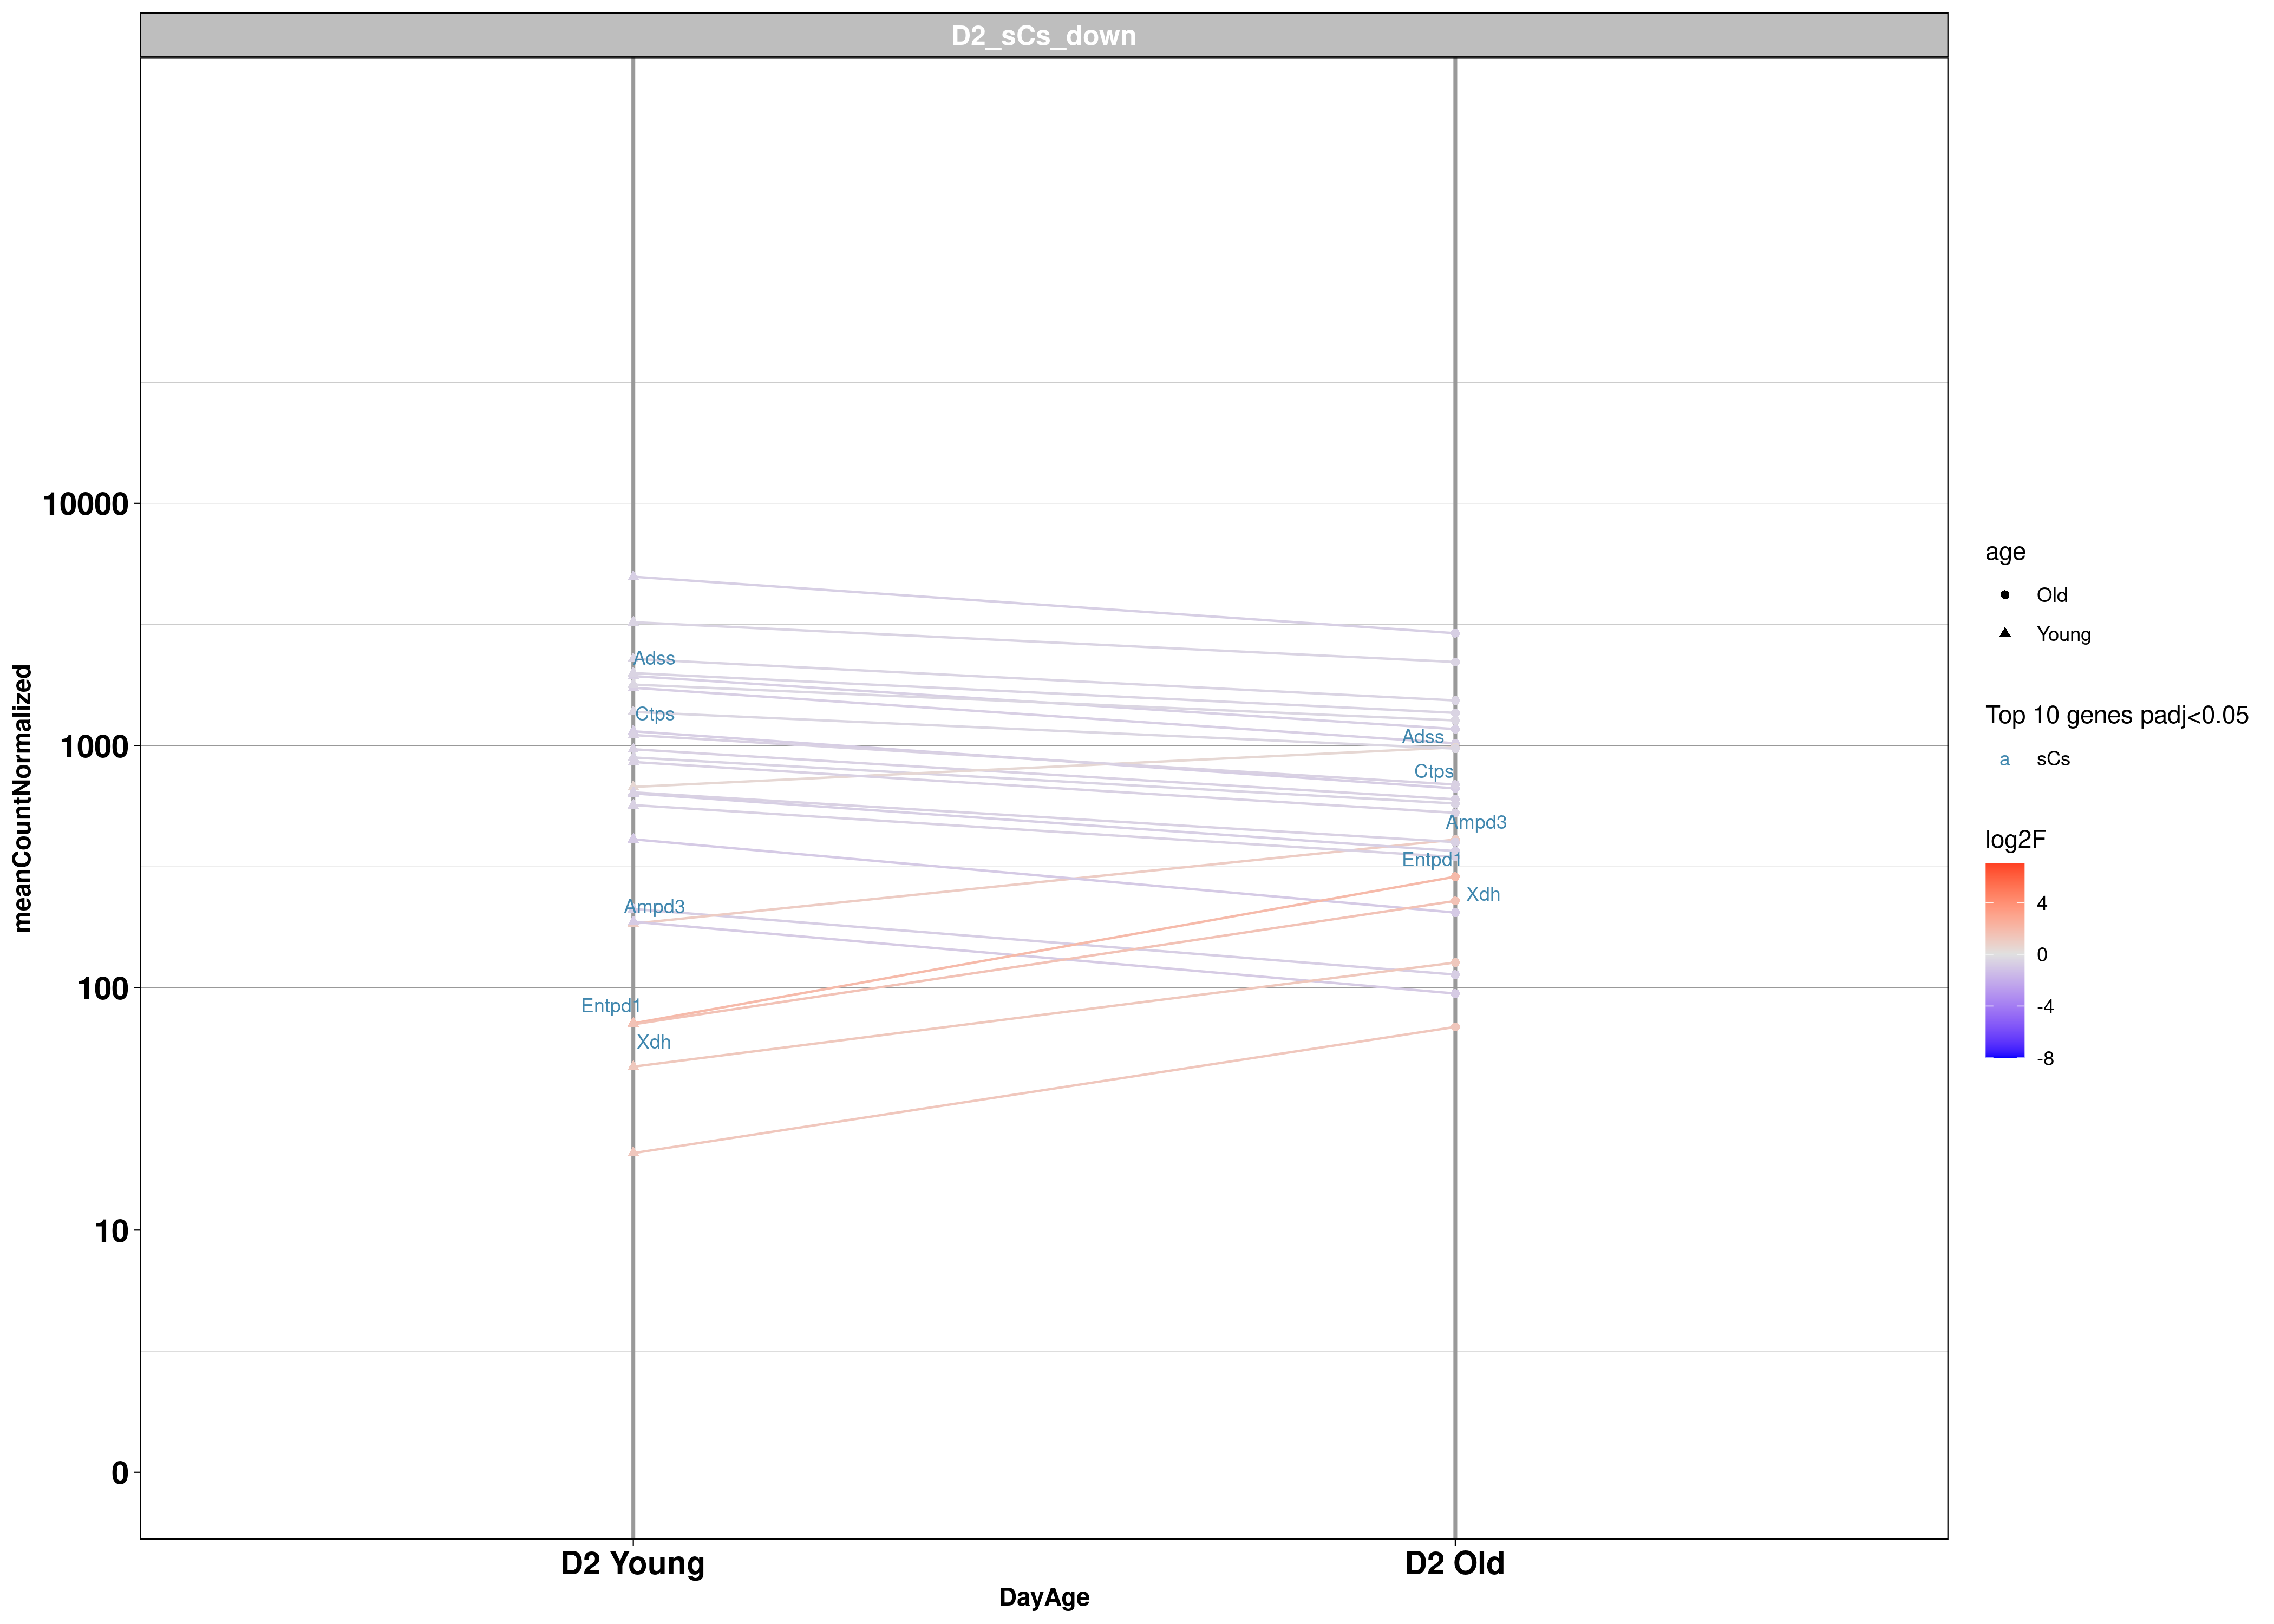 D2_sCs_down
meanCountNormalized
10000
1000
100
10
0
Adss
Ctps
Ampd3
Entpd1
Xdh
Adss
Ctps
Ampd3
Entpd1
Xdh
D2 Young
D2 Old
DayAge
age
Old
Young
Top 10 genes padj<0.05
a sCs
log2F
4
0
-4
-8